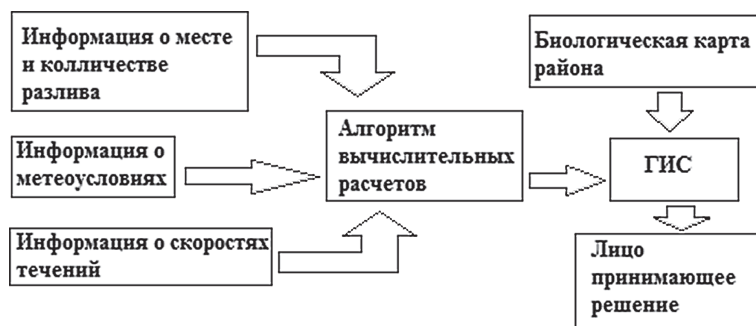 Информация о месте
и колличестве
разлива
Информация о
метеоусловиях
Информация о скоростях
течений
Алгоритм
вычислительных
расчетов
Биологическая карта
района
ГИС
Лицо
принимающее
решение